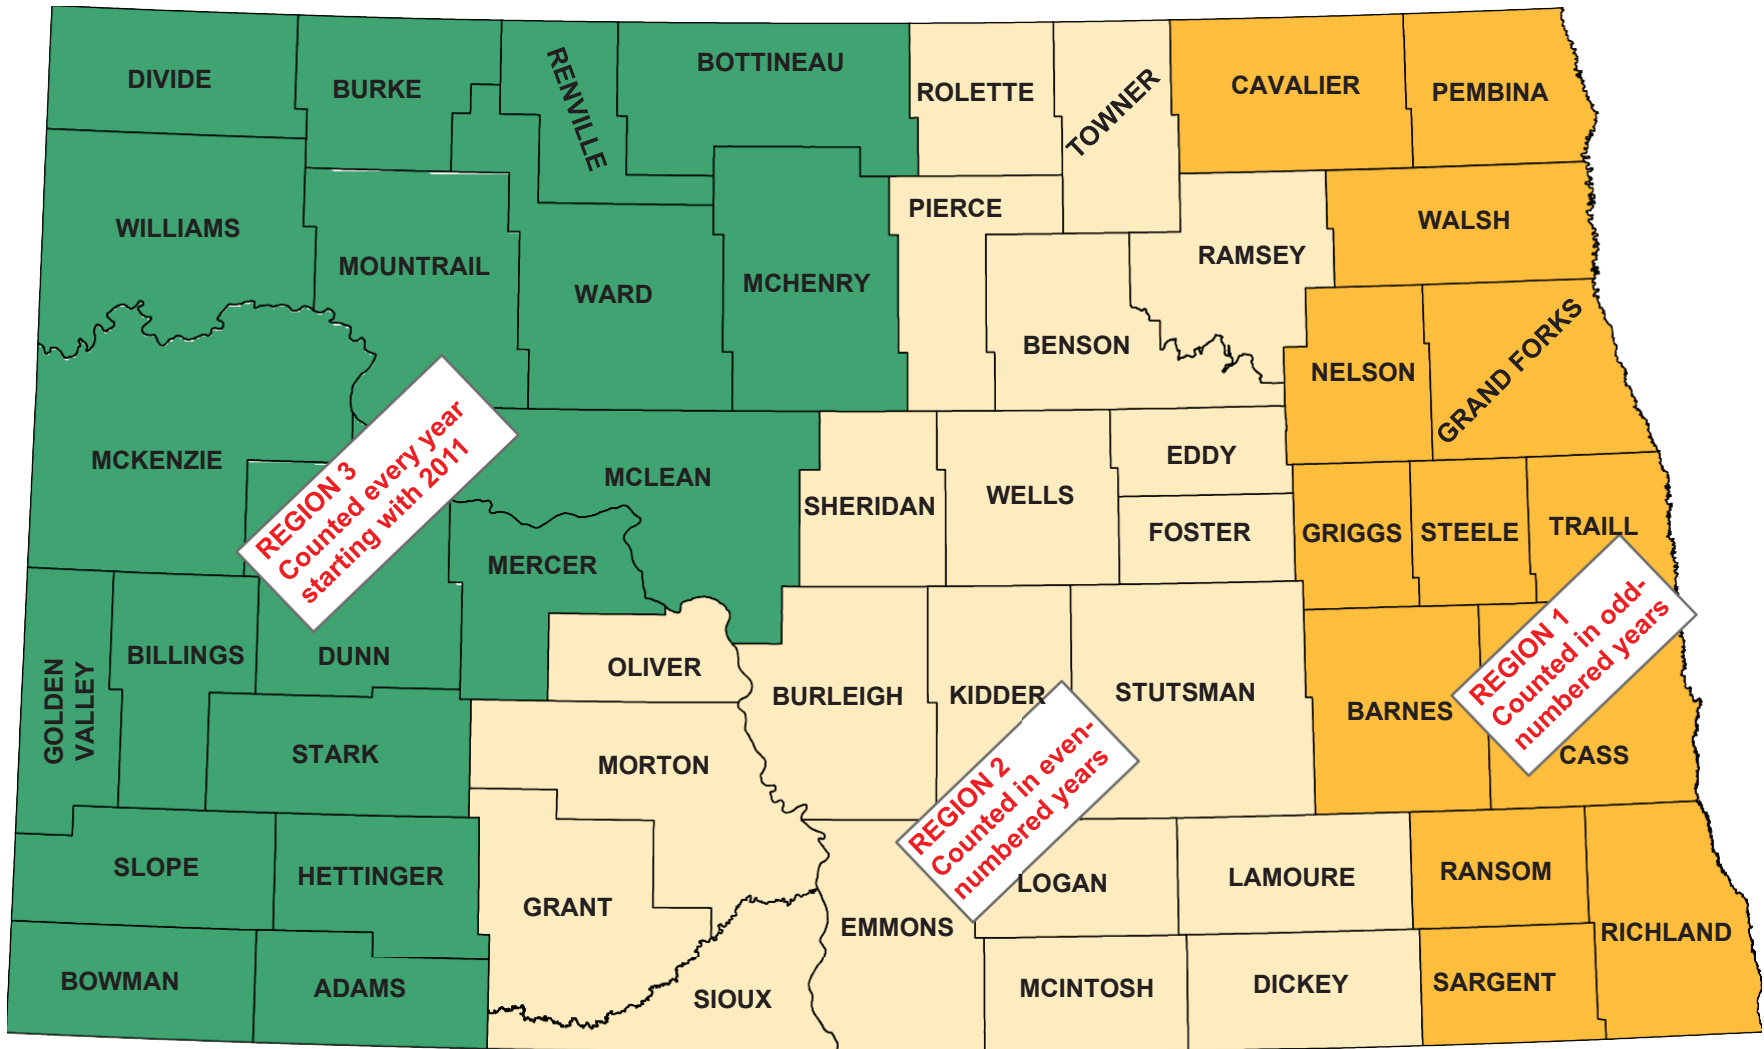 DIVIDE
BURKE
RENVILLE
BOTTINEAU
ROLETTE
TOWNER
CAVALIER
PEMBINA
WILLIAMS
MOUNTRAIL
WARD
MCHENRY
PIERCE
BENSON
RAMSEY
WALSH
NELSON
GRAND FORKS
MCKENZIE
REGION 3
Counted every year
starting with 2011
MCLEAN
MERCER
SHERIDAN
WELLS
EDDY
FOSTER
GRIGGS
STEELE
TRAILL
GOLDEN
VALLEY
BILLINGS
DUNN
OLIVER
BURLEIGH
KIDDER
STUTSMAN
BARNES
REGION 1
Counted in odd-
numbered years
CASS
STARK
MORTON
REGION 2
Counted in even-
numbered years
SLOPE
HETTINGER
GRANT
EMMONS
LOGAN
LAMOURE
RANSOM
RICHLAND
BOWMAN
ADAMS
SIOUX
MCINTOSH
DICKEY
SARGENT